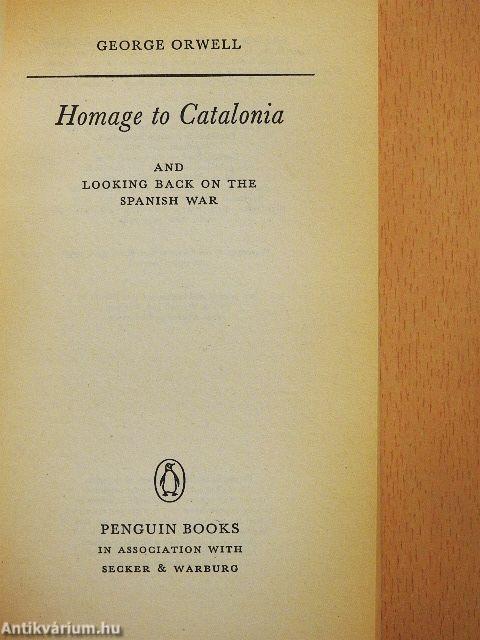 GEORGE ORWELL
Homage to Catalonia
AND
LOOKING BACK ON THE
SPANISH WAR
PENGUIN BOOKS
IN ASSOCIATION WITH
SECKER & WARBURG
Antikvárium.hu